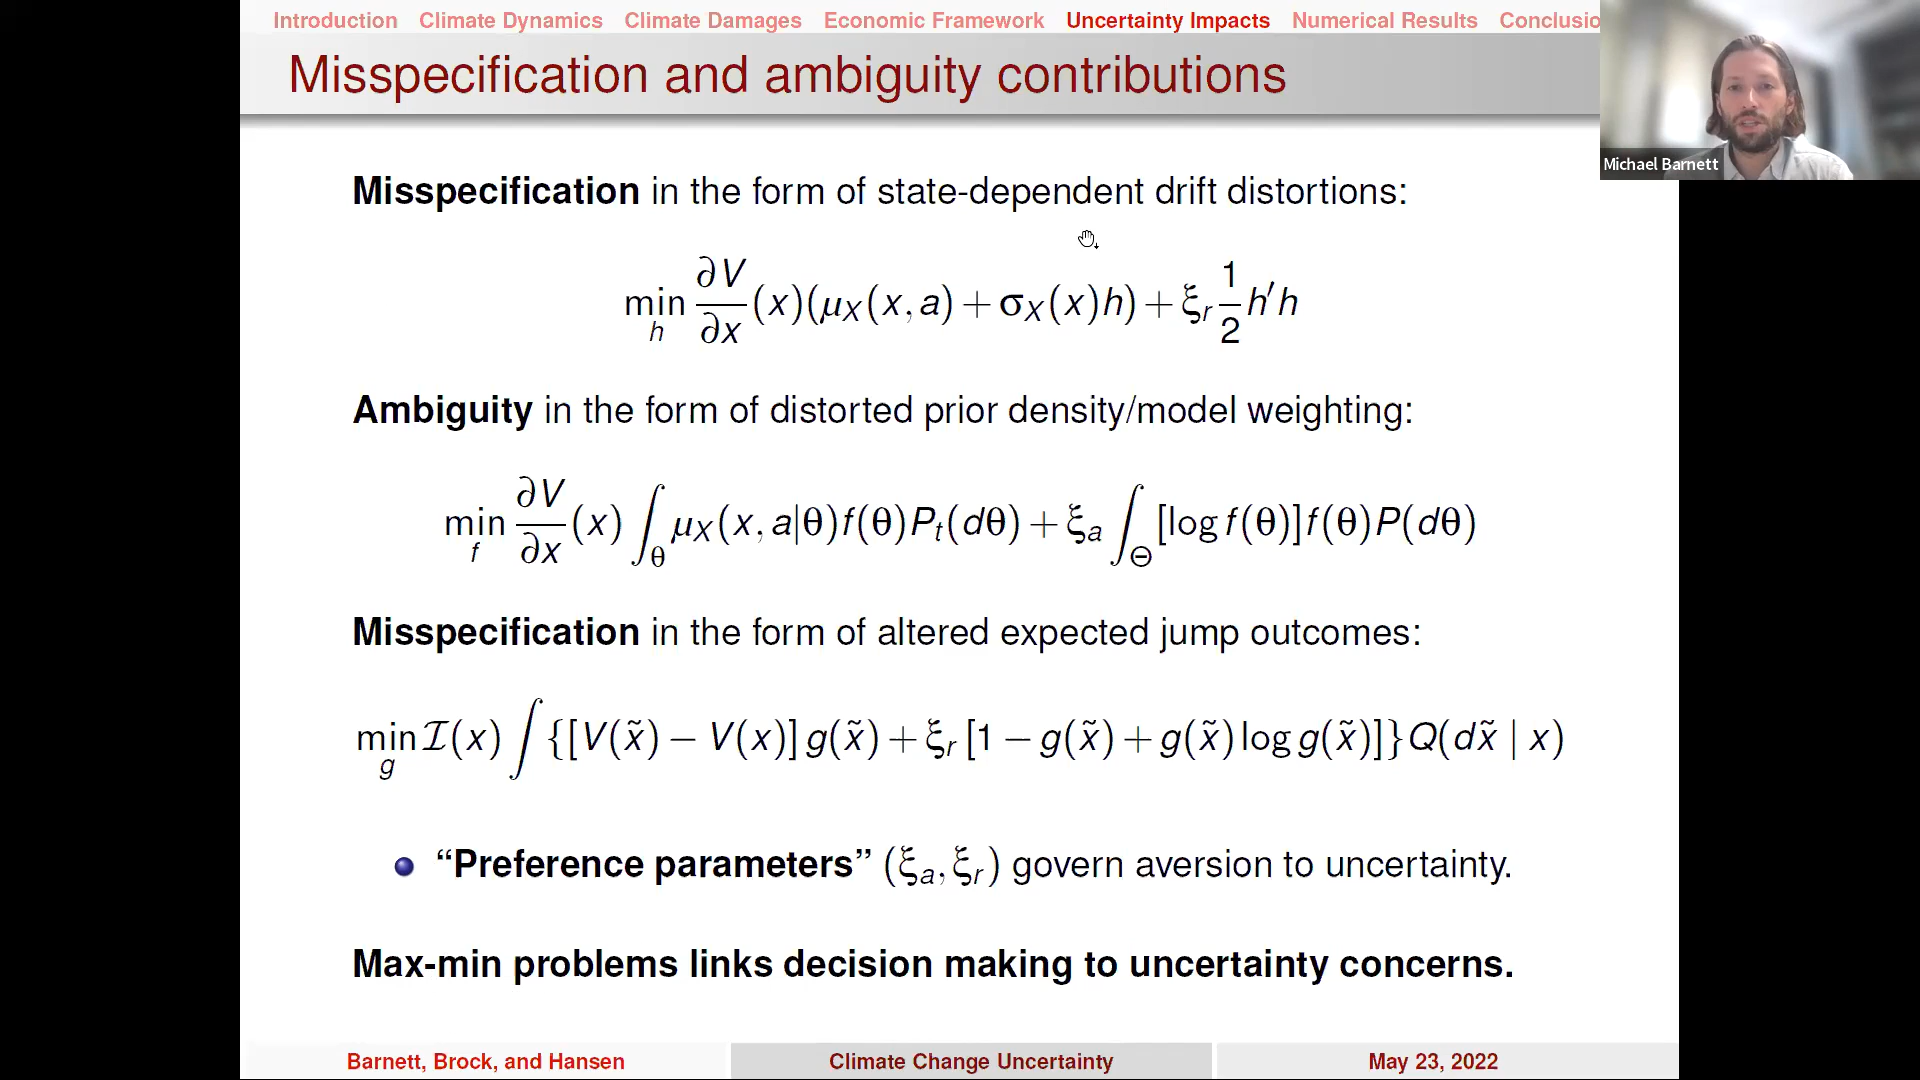 Introduction Climate Dynamics Climate Damages Economic Framework Uncertainty Impacts Numerical Results Conclusio
Misspecification and ambiguity contributions
Michael Barnett
Misspecification in the form of state-dependent drift distortions:
min_h ∂V/∂x (x)(μ_X(x, a) + σ_X(x)h) + ξ_r 1/2 h′h
Ambiguity in the form of distorted prior density/model weighting:
min_f ∂V/∂x (x) ∫_θ μ_X(x, a|θ)f(θ)P_t(dθ) + ξ_a ∫_Θ [log f(θ)]f(θ)P(dθ)
Misspecification in the form of altered expected jump outcomes:
min_g ℐ(x) ∫ {[V(x̃) − V(x)] g(x̃) + ξ_r [1 − g(x̃) + g(x̃) log g(x̃)]} Q(dx̃ | x)
“Preference parameters” (ξ_a, ξ_r) govern aversion to uncertainty.
Max-min problems links decision making to uncertainty concerns.
Barnett, Brock, and Hansen Climate Change Uncertainty May 23, 2022